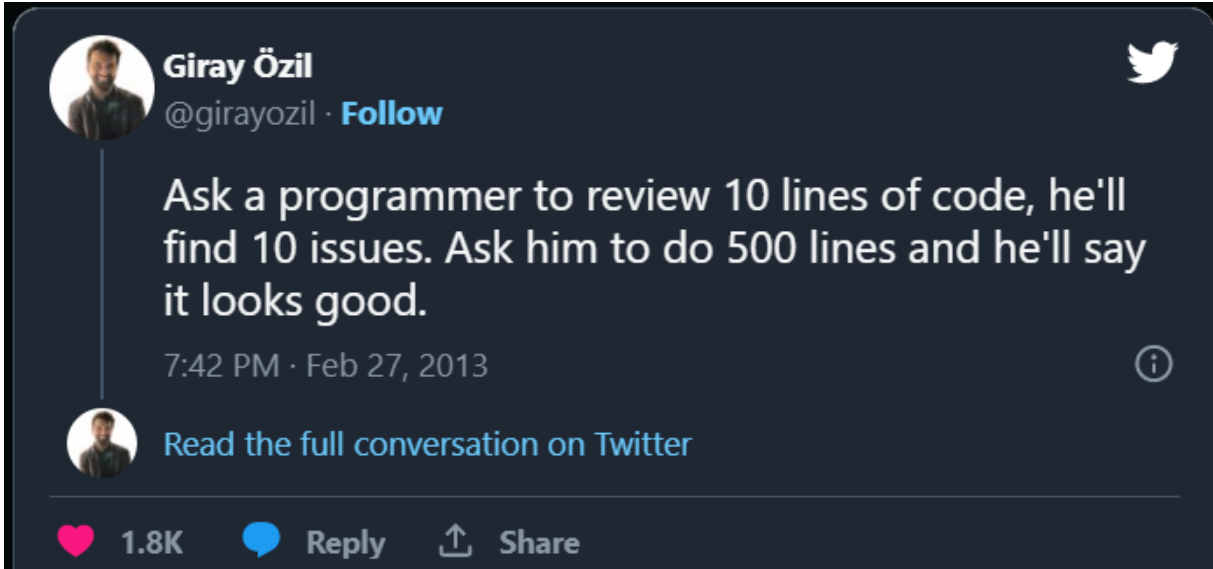 Giray Özil
@girayozil · Follow
Ask a programmer to review 10 lines of code, he'll
find 10 issues. Ask him to do 500 lines and he'll say
it looks good.
7:42 PM · Feb 27, 2013
Read the full conversation on Twitter
1.8K Reply Share